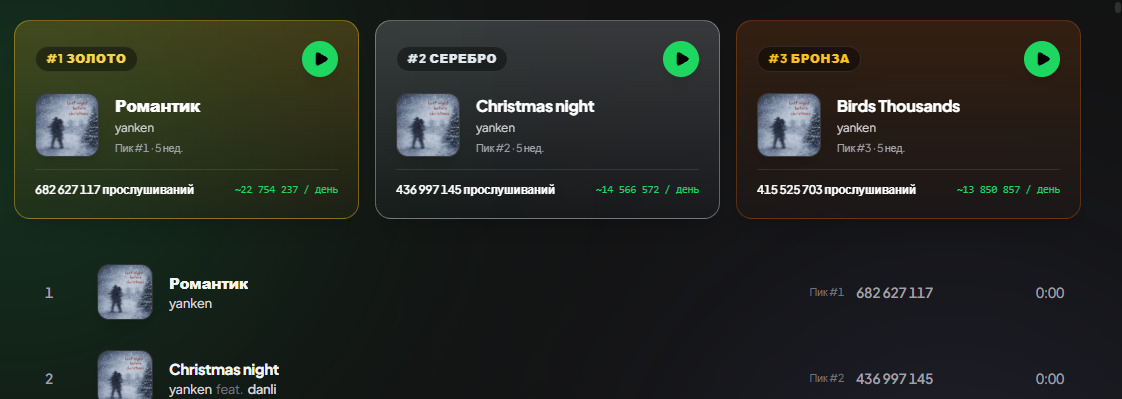 #1 ЗОЛОТО
Романтик
yanken
Пик #1 · 5 нед.
682 627 117 прослушиваний
~22 754 237 / день
#2 СЕРЕБРО
Christmas night
yanken
Пик #2 · 5 нед.
436 997 145 прослушиваний
~14 566 572 / день
#3 БРОНЗА
Birds Thousands
yanken
Пик #3 · 5 нед.
415 525 703 прослушиваний
~13 850 857 / день
1
Романтик
yanken
Пик #1 682 627 117 0:00
2
Christmas night
yanken feat. danli
Пик #2 436 997 145 0:00